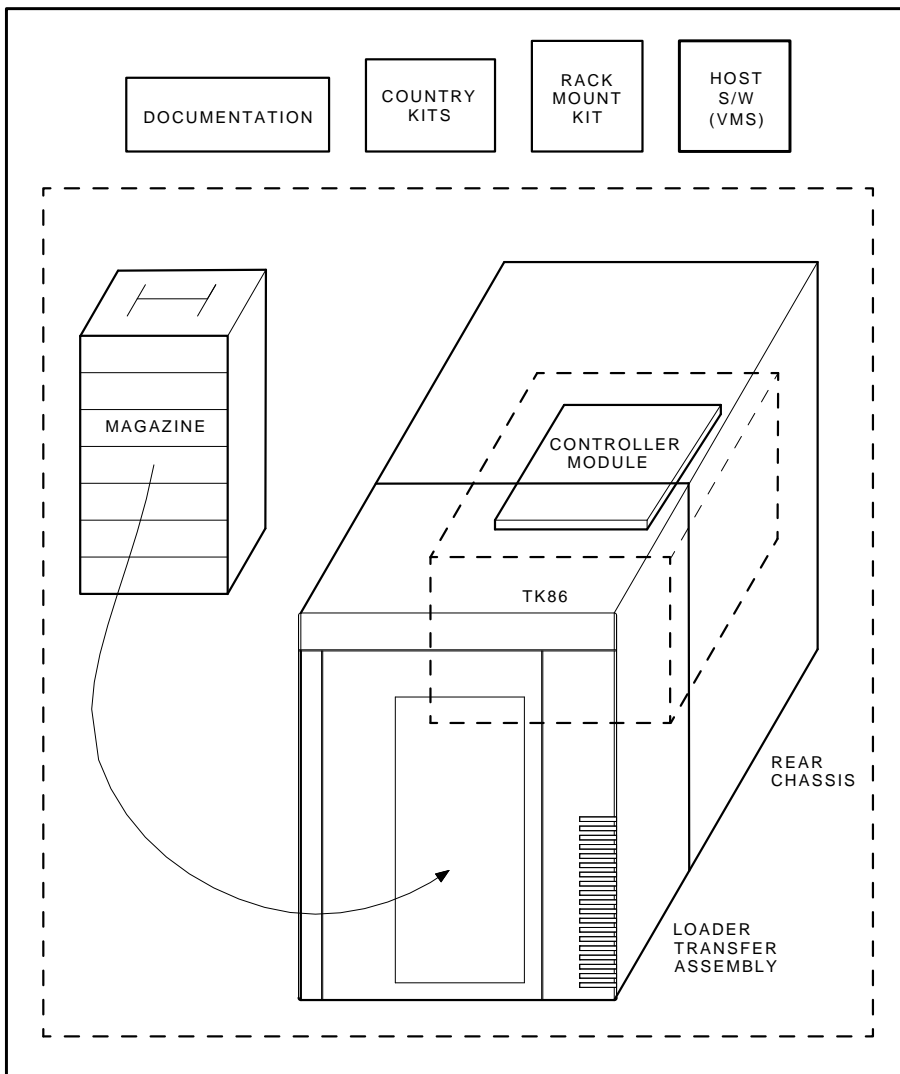 DOCUMENTATION
COUNTRY
KITS
RACK
MOUNT
KIT
HOST
S/W
(VMS)
MAGAZINE
CONTROLLER
MODULE
TK86
REAR
CHASSIS
LOADER
TRANSFER
ASSEMBLY